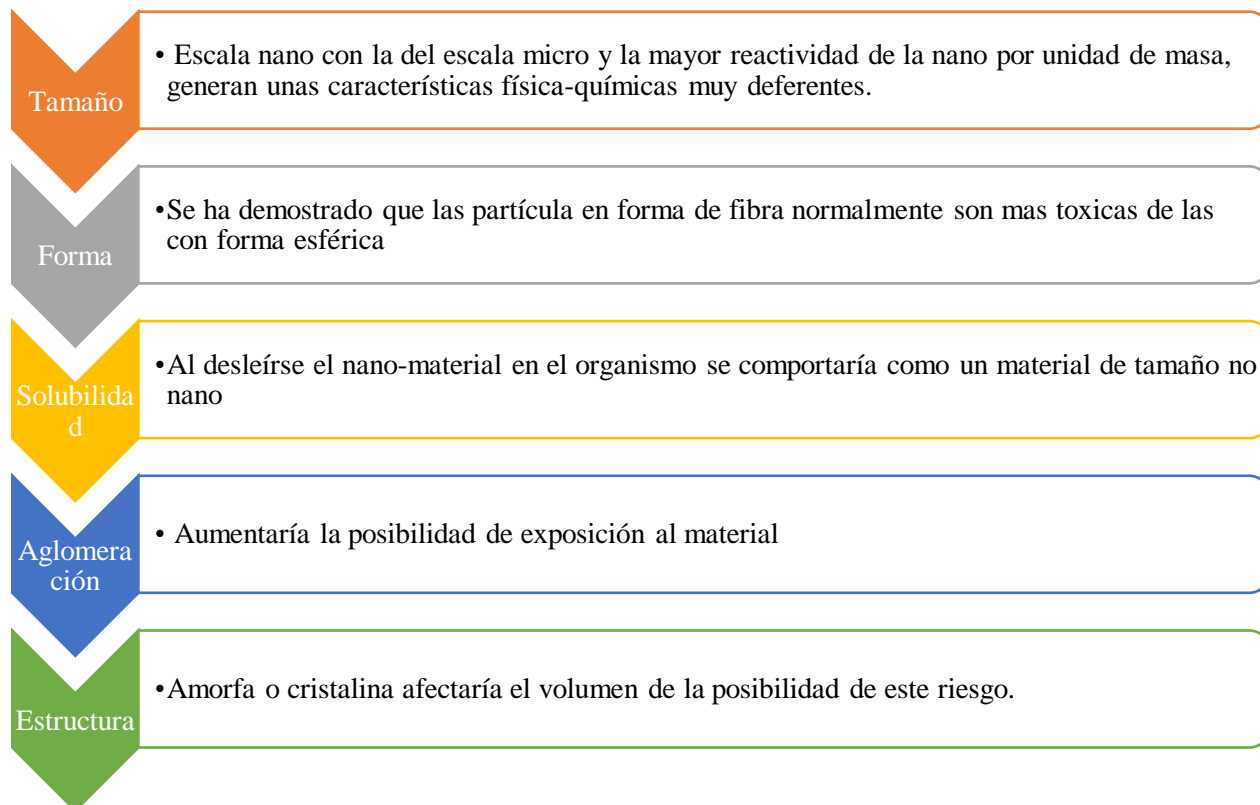 Tamaño
• Escala nano con la del escala micro y la mayor reactividad de la nano por unidad de masa,
generan unas características física-químicas muy deferentes.
Forma
•Se ha demostrado que las partícula en forma de fibra normalmente son mas toxicas de las
con forma esférica
Solubilida
d
•Al desleírse el nano-material en el organismo se comportaría como un material de tamaño no
nano
Aglomera
ción
• Aumentaría la posibilidad de exposición al material
Estructura
•Amorfa o cristalina afectaría el volumen de la posibilidad de este riesgo.